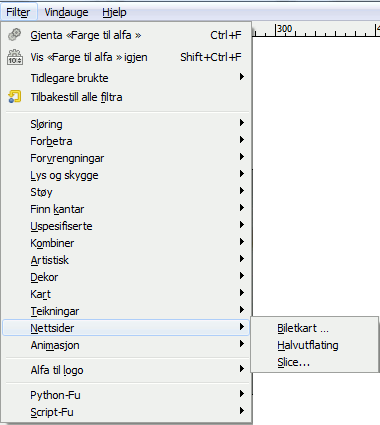 Filter Vindauge Hjelp
Gjenta «Farge til alfa » Ctrl+F
Vis «Farge til alfa » igjen Shift+Ctrl+F
Tidlegare brukte
Tilbakestill alle filtra
Sløring
Forbetra
Forvrengningar
Lys og skygge
Støy
Finn kantar
Uspesifiserte
Kombiner
Artistisk
Dekor
Kart
Teikningar
Nettsider
Animasjon
Alfa til logo
Python-Fu
Script-Fu
Biletkart ...
Halvutflating
Slice...
300